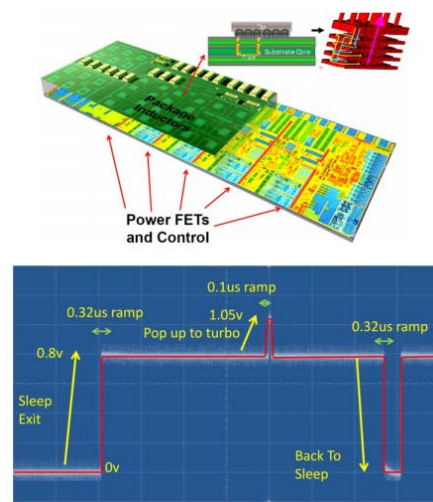 Substrate Core
Package
Inductors
Power FETs
and Control
0.1us ramp
0.32us ramp
1.05v
0.32us ramp
Pop up to turbo
0.8v
Sleep
Exit
0v
Back To
Sleep